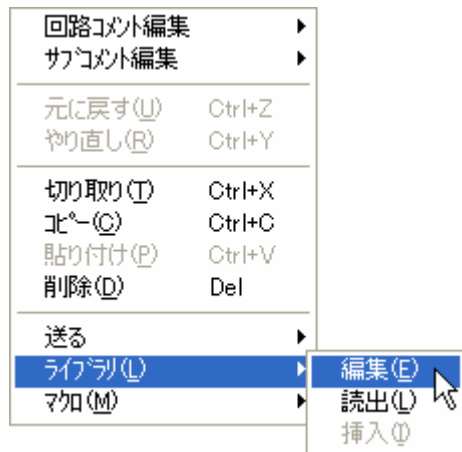 回路ｺﾒﾝﾄ編集
ｻﾌﾞｺﾒﾝﾄ編集
元に戻す(U) Ctrl+Z
やり直し(R) Ctrl+Y
切り取り(T) Ctrl+X
ｺﾋﾟｰ(C) Ctrl+C
貼り付け(P) Ctrl+V
削除(D) Del
送る
ﾗｲﾌﾞﾗﾘ(L)
ﾏｸﾛ(M)
編集(E)
読出(L)
挿入(I)